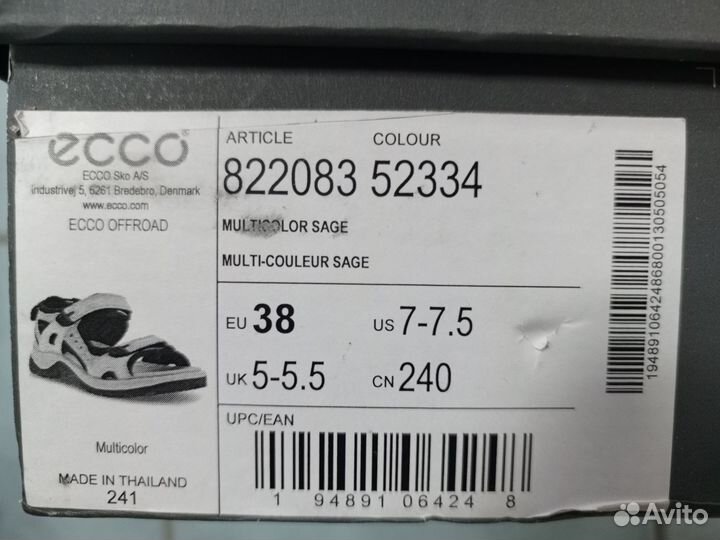 ecco®
ECCO Sko A/S
Industrivej 5, 6261 Bredebro, Denmark
www.ecco.com
ECCO OFFROAD
Multicolor
MADE IN THAILAND
241
ARTICLE COLOUR
822083 52334
MULTICOLOR SAGE
MULTI-COULEUR SAGE
EU 38 US 7-7.5
UK 5-5.5 CN 240
UPC/EAN
1 94891 06424 8
1948910642486800130505054
Avito